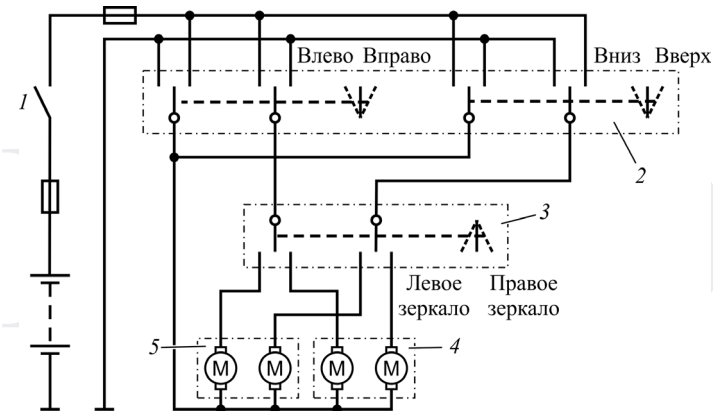 Влево Вправо
Вниз Вверх
1
2
3
Левое Правое
зеркало зеркало
5
4
М М М М